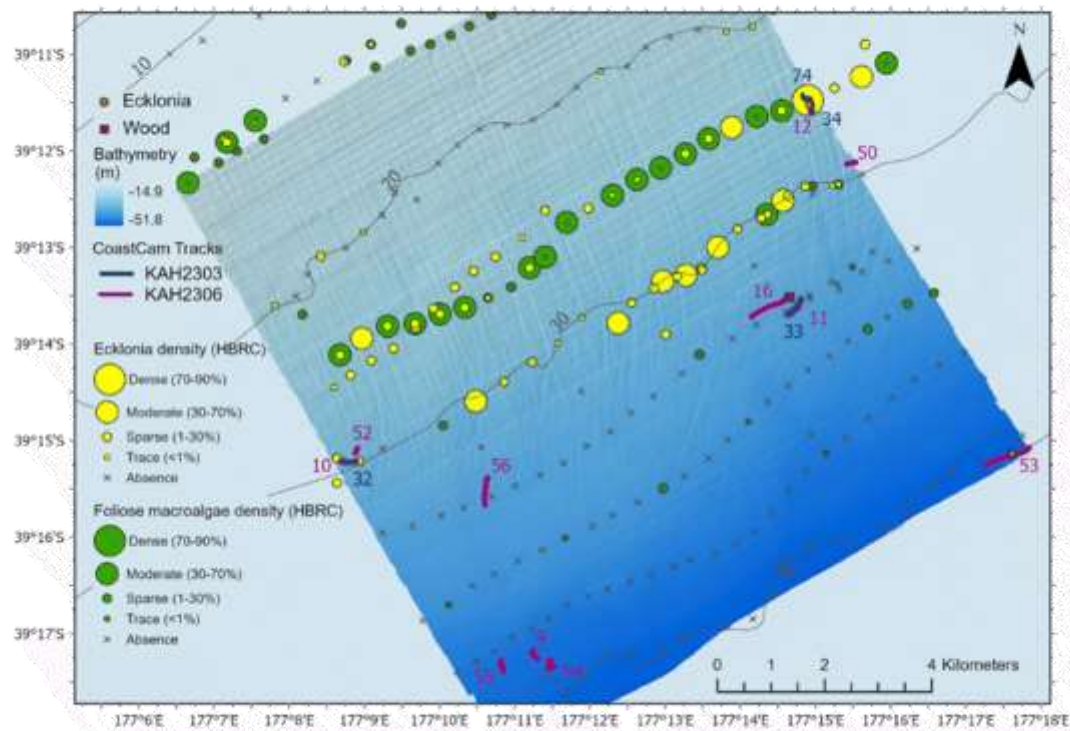 39°11'S
39°12'S
39°13'S
39°14'S
39°15'S
39°16'S
39°17'S
10
20
30
N
Ecklonia
Wood
Bathymetry
(m)
-14.9
-51.8
CoastCam Tracks
KAH2303
KAH2306
Ecklonia density (HBRC)
Dense (70-90%)
Moderate (30-70%)
Sparse (1-30%)
Trace (<1%)
Absence
Foliose macroalgae density (HBRC)
Dense (70-90%)
Moderate (30-70%)
Sparse (1-30%)
Trace (<1%)
Absence
74
12
34
50
16
11
33
52
10
32
56
53
0 1 2 4 Kilometers
177°6'E 177°7'E 177°8'E 177°9'E 177°10'E 177°11'E 177°12'E 177°13'E 177°14'E 177°15'E 177°16'E 177°17'E 177°18'E